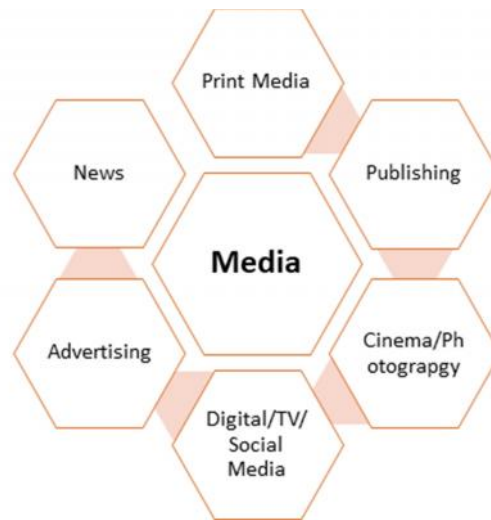 Print Media
Publishing
Cinema/Ph
otograpgy
Digital/TV/
Social
Media
Advertising
News
Media